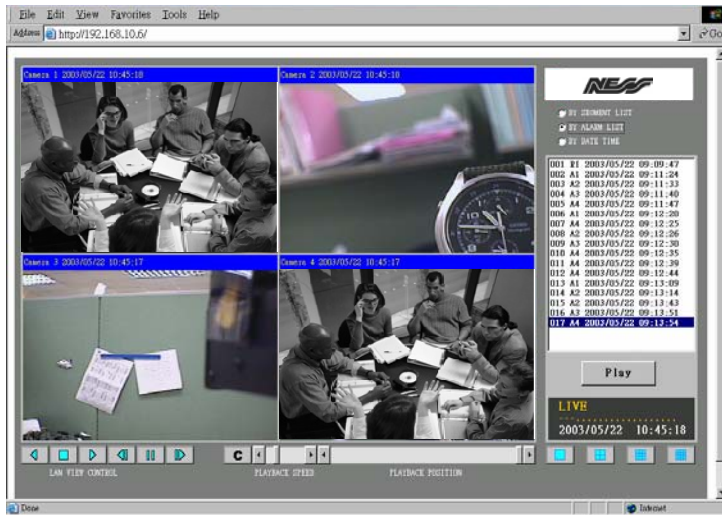 File Edit View Favorites Tools Help
Address http://192.168.10.6/ Go
Camera 1 2003/05/22 10:45:18
Camera 2 2003/05/22 10:45:18
Camera 3 2003/05/22 10:45:17
Camera 4 2003/05/22 10:45:17
LAN VIEW CONTROL
C
PLAYBACK SPEED
PLAYBACK POSITION
NESS
BY SEGMENT LIST
BY ALARM LIST
BY DATE TIME
001 R1 2003/05/22 09:09:47
002 A1 2003/05/22 09:11:24
003 A2 2003/05/22 09:11:33
004 A3 2003/05/22 09:11:40
005 A4 2003/05/22 09:11:47
006 A1 2003/05/22 09:12:20
007 A4 2003/05/22 09:12:25
008 A2 2003/05/22 09:12:26
009 A3 2003/05/22 09:12:30
010 A4 2003/05/22 09:12:35
011 A4 2003/05/22 09:12:39
012 A4 2003/05/22 09:12:44
013 A1 2003/05/22 09:13:09
014 A2 2003/05/22 09:13:14
015 A2 2003/05/22 09:13:43
016 A3 2003/05/22 09:13:51
017 A4 2003/05/22 09:13:54
Play
LIVE
2003/05/22 10:45:18
Done
Internet